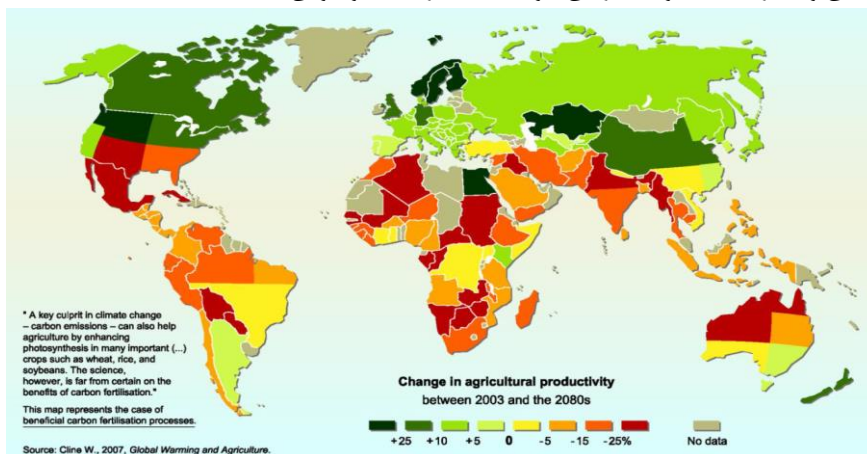 " A key culprit in climate change
– carbon emissions – can also help
agriculture by enhancing
photosynthesis in many important (...)
crops such as wheat, rice, and
soybeans. The science,
however, is far from certain on the
benefits of carbon fertilisation."
This map represents the case of
beneficial carbon fertilisation processes.
Source: Cline W., 2007, Global Warming and Agriculture.
Change in agricultural productivity
between 2003 and the 2080s
+25 +10 +5 0 -5 -15 -25% No data